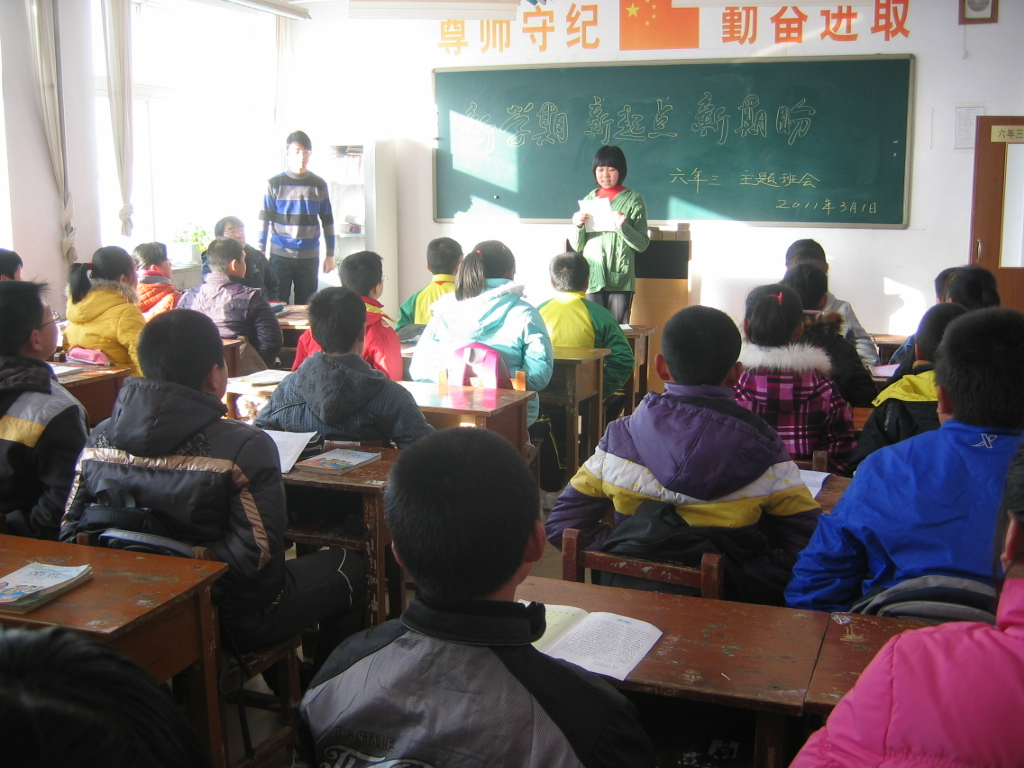 尊师守纪 勤奋进取
新学期 新起点 新期盼
六年三 主题班会
2011年3月1日
六年三